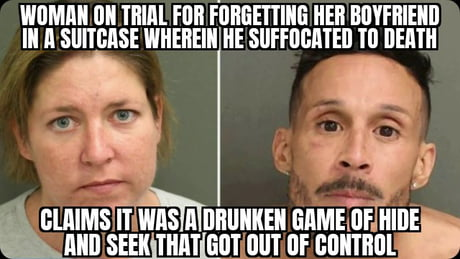 WOMAN ON TRIAL FOR FORGETTING HER BOYFRIEND
IN A SUITCASE WHEREIN HE SUFFOCATED TO DEATH
CLAIMS IT WAS A DRUNKEN GAME OF HIDE
AND SEEK THAT GOT OUT OF CONTROL